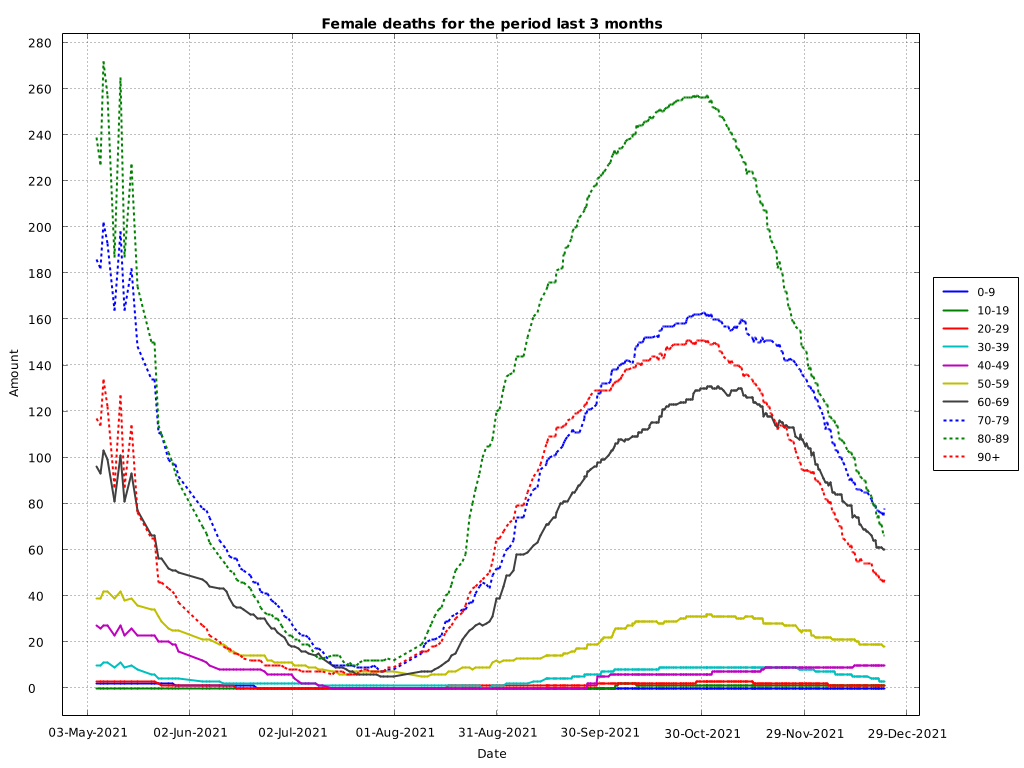 Female deaths for the period last 3 months
280
260
240
220
200
180
160
140
120
100
80
60
40
20
0
Amount
03-May-2021
02-Jun-2021
02-Jul-2021
01-Aug-2021
31-Aug-2021
30-Sep-2021
30-Oct-2021
29-Nov-2021
29-Dec-2021
Date
0-9
10-19
20-29
30-39
40-49
50-59
60-69
70-79
80-89
90+